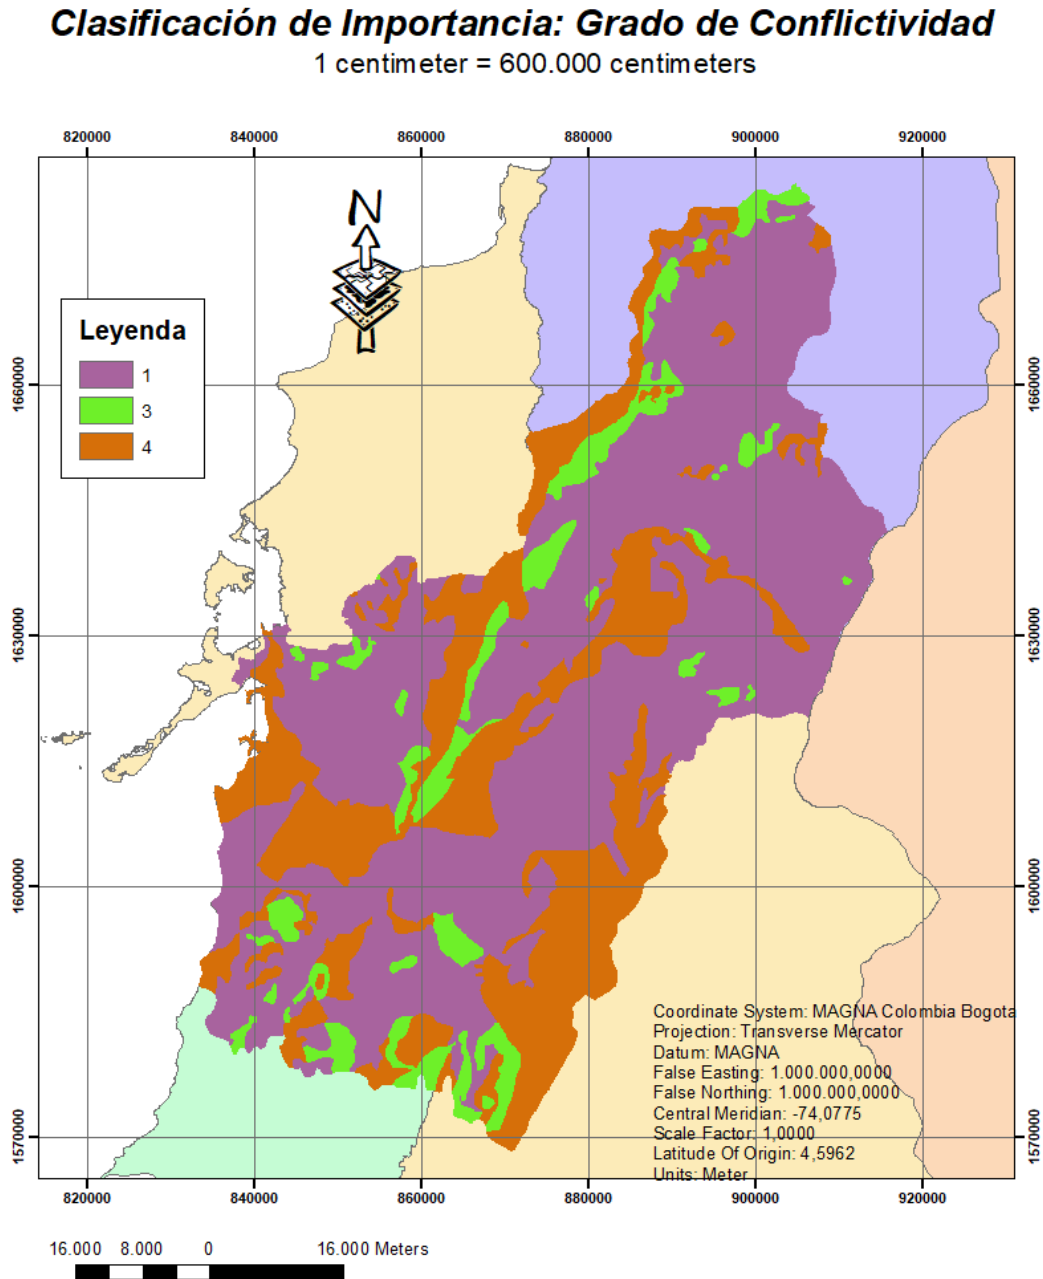 Clasificación de Importancia: Grado de Conflictividad
1 centimeter = 600.000 centimeters
820000 840000 860000 880000 900000 920000
N
Leyenda
1
3
4
1660000 1660000
1630000 1630000
1600000 1600000
1570000 1570000
Coordinate System: MAGNA Colombia Bogota
Projection: Transverse Mercator
Datum: MAGNA
False Easting: 1.000.000,0000
False Northing: 1.000.000,0000
Central Meridian: -74,0775
Scale Factor: 1,0000
Latitude Of Origin: 4,5962
Units: Meter
820000 840000 860000 880000 900000 920000
16.000 8.000 0 16.000 Meters